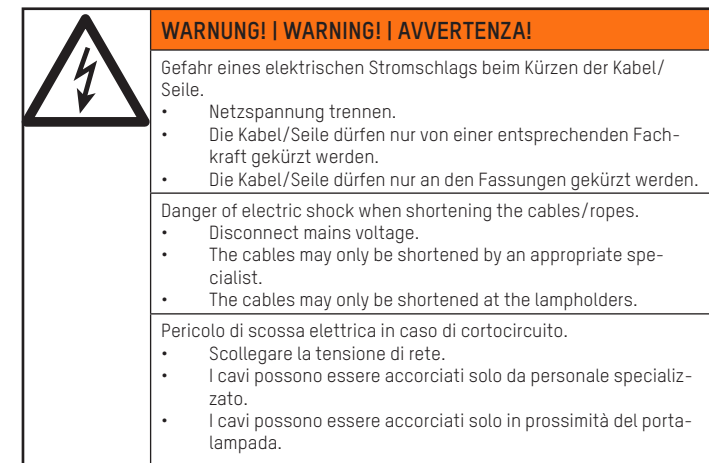 WARNUNG! | WARNING! | AVVERTENZA!
Gefahr eines elektrischen Stromschlags beim Kürzen der Kabel/
Seile.
• Netzspannung trennen.
• Die Kabel/Seile dürfen nur von einer entsprechenden Fach-
kraft gekürzt werden.
• Die Kabel/Seile dürfen nur an den Fassungen gekürzt werden.
Danger of electric shock when shortening the cables/ropes.
• Disconnect mains voltage.
• The cables may only be shortened by an appropriate spe-
cialist.
• The cables may only be shortened at the lampholders.
Pericolo di scossa elettrica in caso di cortocircuito.
• Scollegare la tensione di rete.
• I cavi possono essere accorciati solo da personale specializ-
zato.
• I cavi possono essere accorciati solo in prossimità del porta-
lampada.